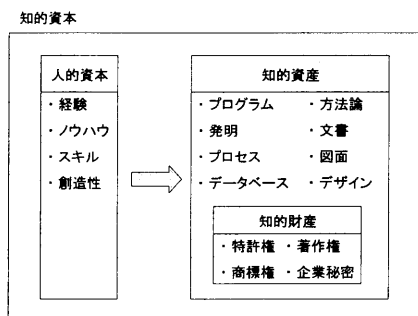 知的資本
人的資本
・経験
・ノウハウ
・スキル
・創造性
知的資産
・プログラム ・方法論
・発明 ・文書
・プロセス ・図面
・データベース ・デザイン
知的財産
・特許権 ・著作権
・商標権 ・企業秘密